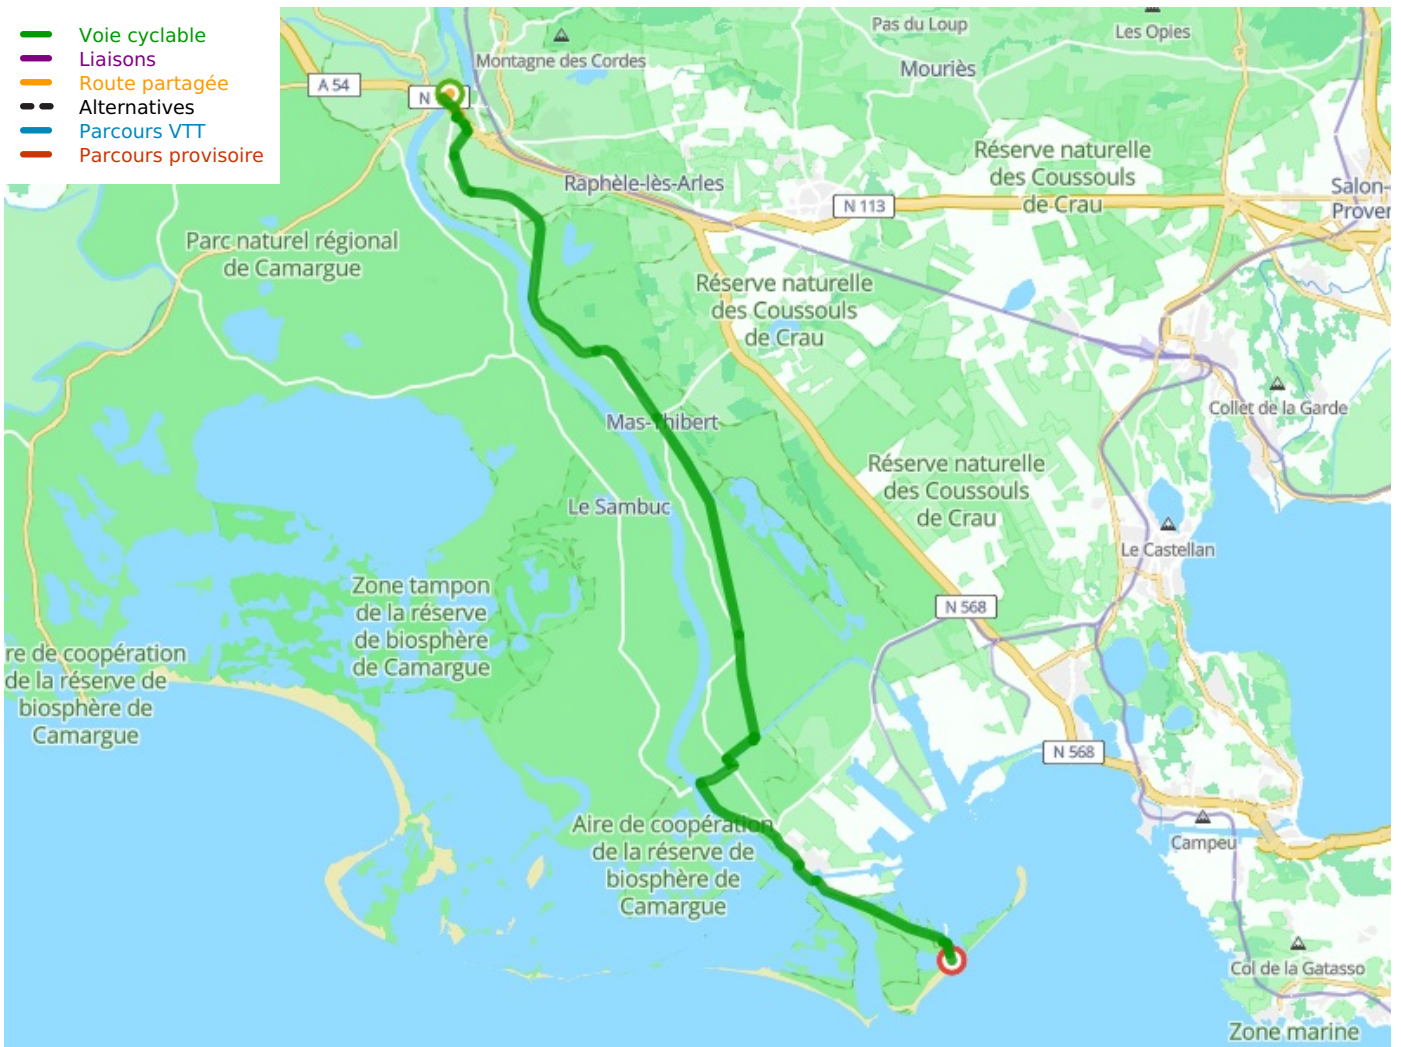 Voie cyclable
Liaisons
Route partagée
Alternatives
Parcours VTT
Parcours provisoire
Pas du Loup
Les Opies
Montagne des Cordes
Mouriès
A 54
N
Réserve naturelle
des Coussouls
de Crau
Raphèle-lès-Arles
Salon-
Prover
N 113
Parc naturel régional
de Camargue
Réserve naturelle
des Coussouls
de Crau
Collet de la Garde
Mas-Thibert
Réserve naturelle
des Coussouls
de Crau
Le Sambuc
Le Castellan
Zone tampon
de la réserve
de biosphère
de Camargue
N 568
re de coopération
de la réserve de
biosphère de
Camargue
N 568
Aire de coopération
de la réserve de
biosphère de
Camargue
Campeu
Col de la Gatasso
Zone marine